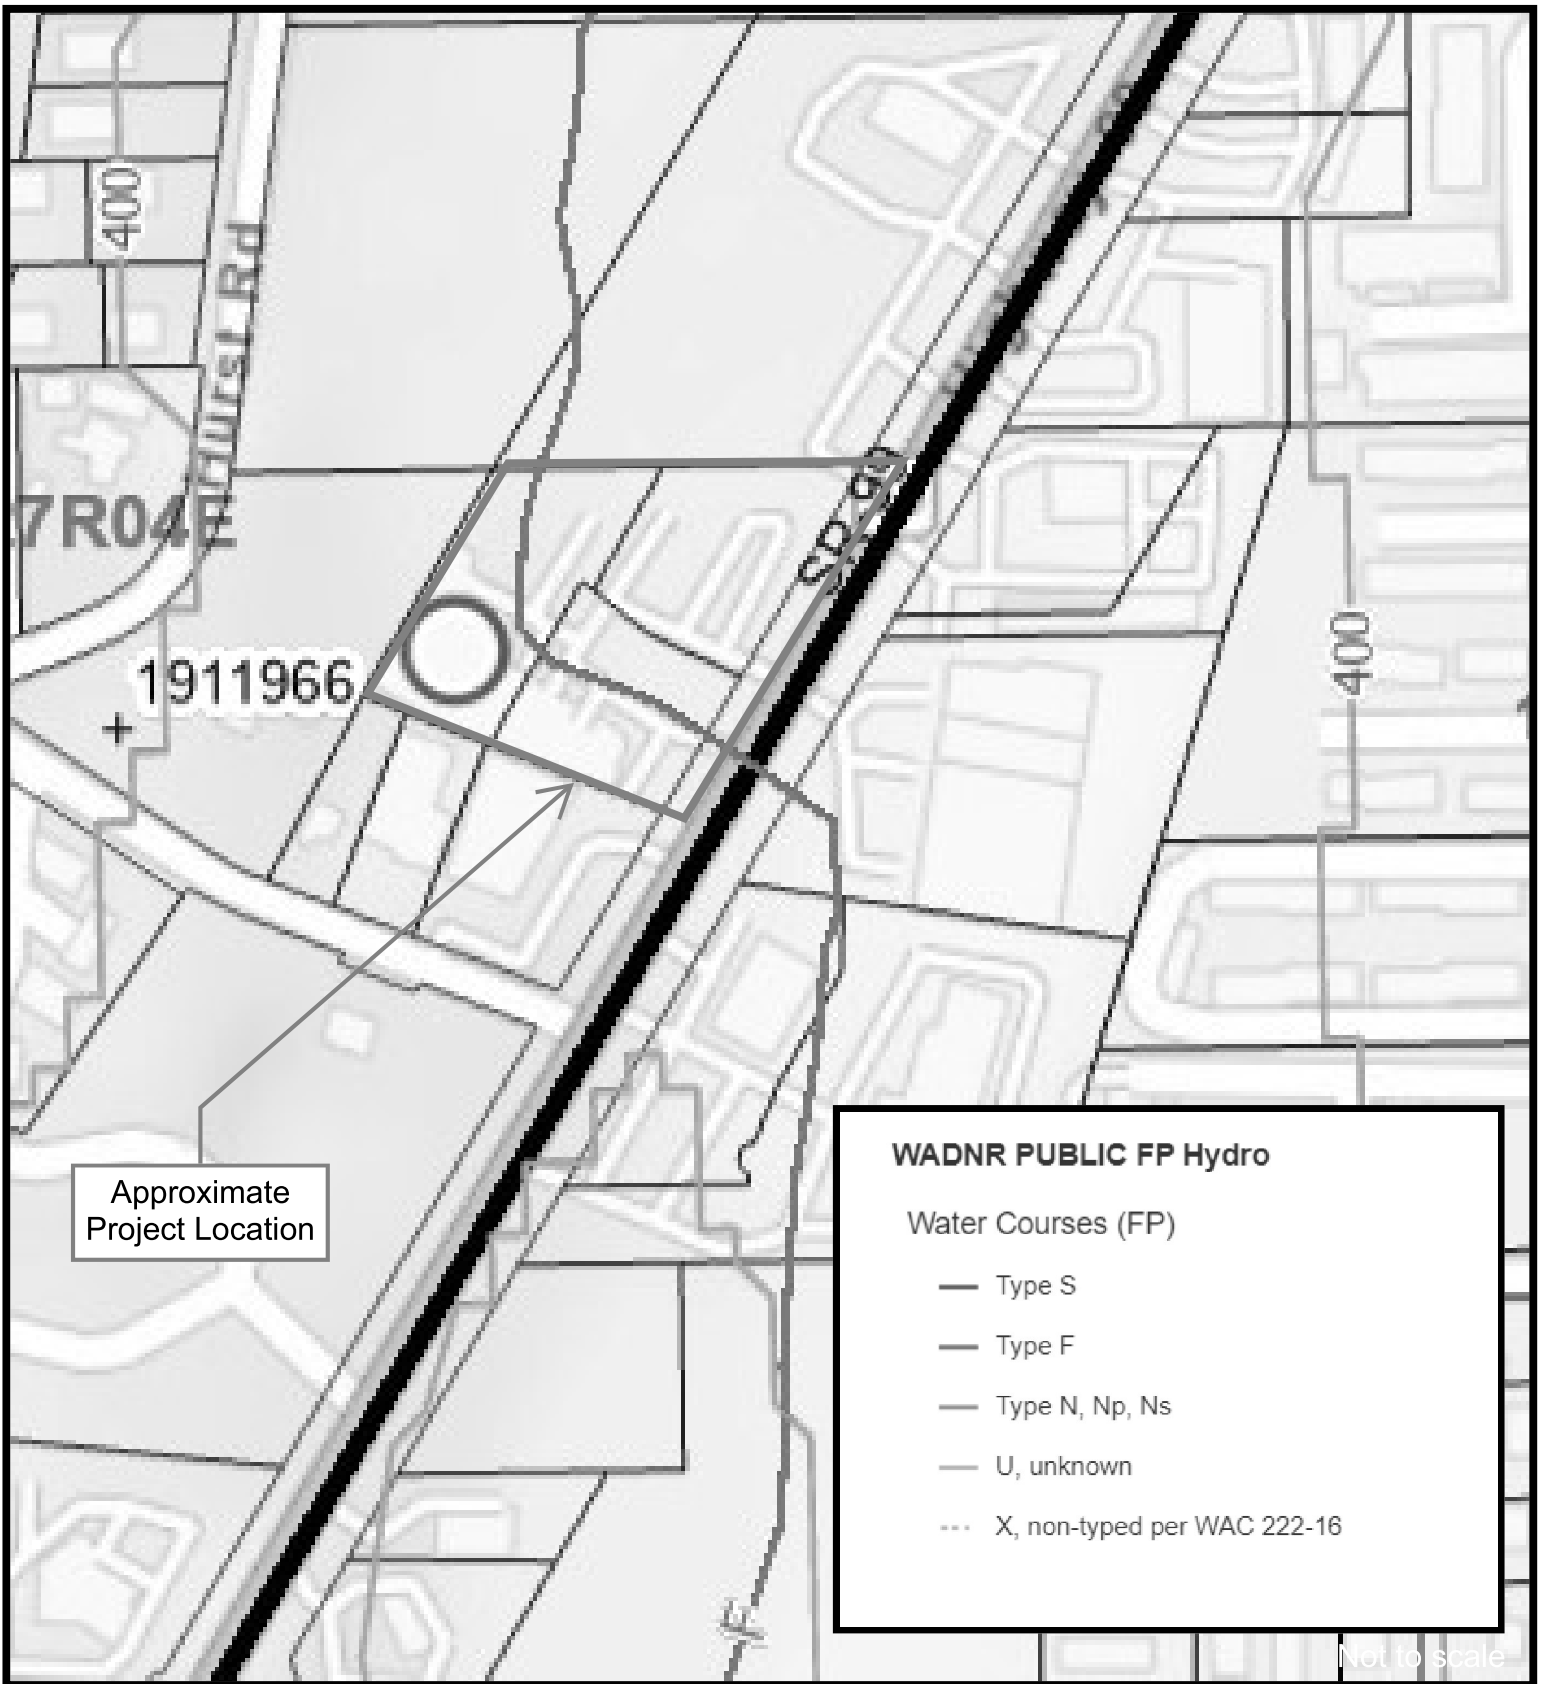 400
hurst Rd
SR 99
7R04E
1911966
400
Approximate
Project Location
WADNR PUBLIC FP Hydro
Water Courses (FP)
Type S
Type F
Type N, Np, Ns
U, unknown
X, non-typed per WAC 222-16
F
Not to scale